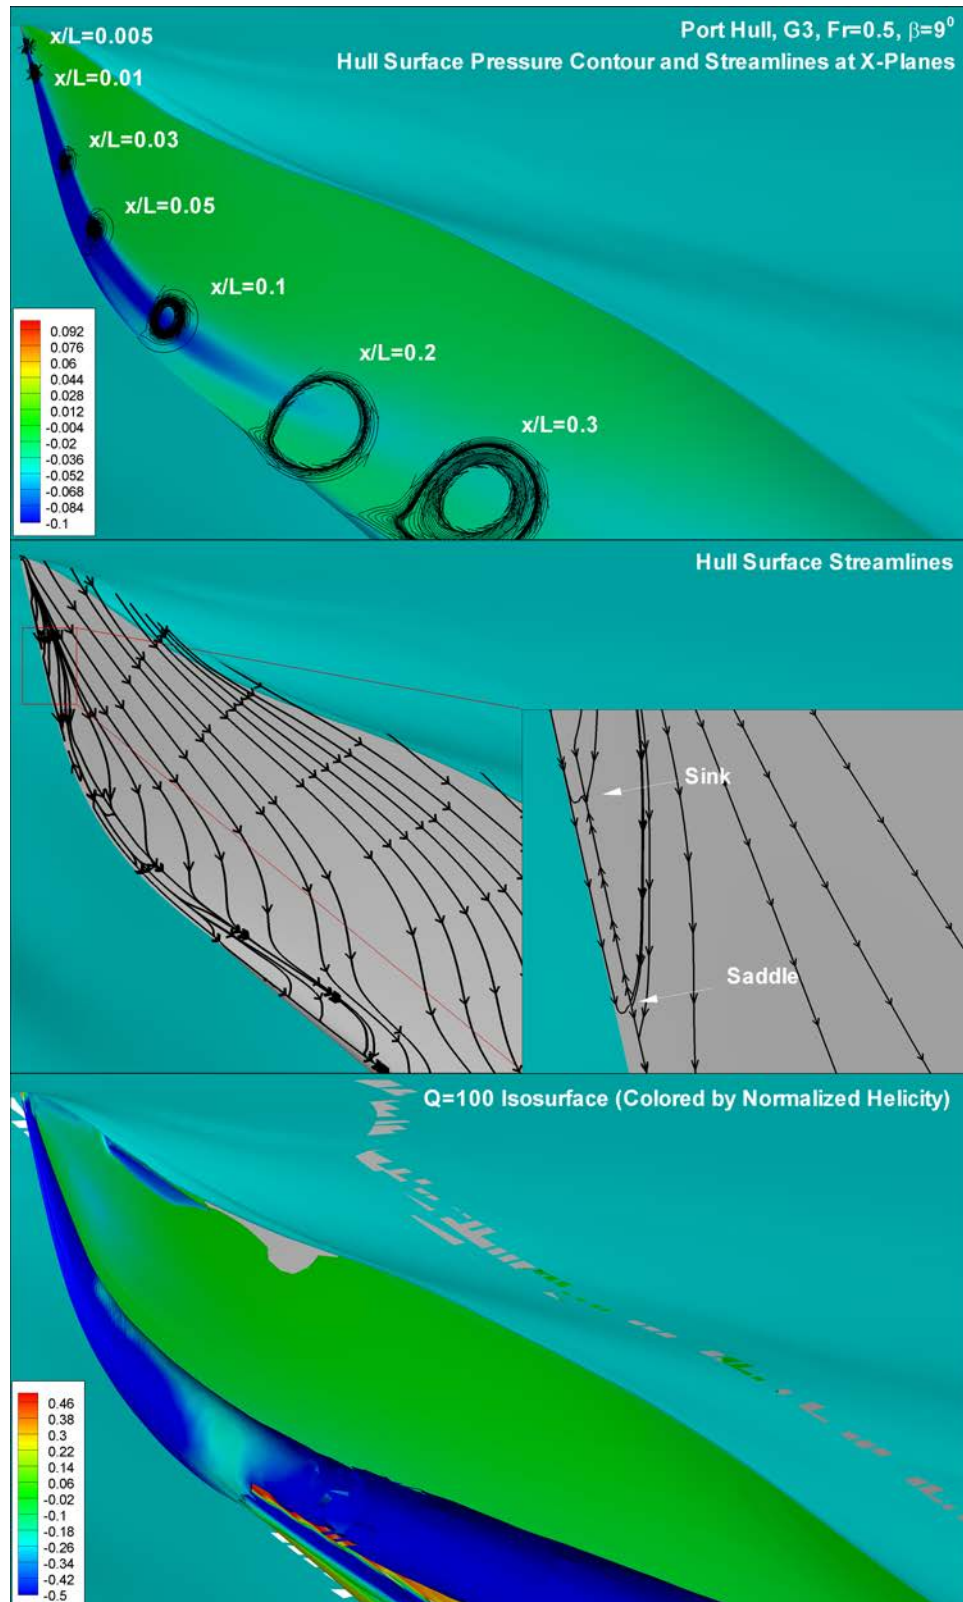 Port Hull, G3, Fr=0.5, β=9⁰
Hull Surface Pressure Contour and Streamlines at X-Planes
x/L=0.005
x/L=0.01
x/L=0.03
x/L=0.05
x/L=0.1
x/L=0.2
x/L=0.3
0.092
0.076
0.06
0.044
0.028
0.012
-0.004
-0.02
-0.036
-0.052
-0.068
-0.084
-0.1
Hull Surface Streamlines
Sink
Saddle
Q=100 Isosurface (Colored by Normalized Helicity)
0.46
0.38
0.3
0.22
0.14
0.06
-0.02
-0.1
-0.18
-0.26
-0.34
-0.42
-0.5